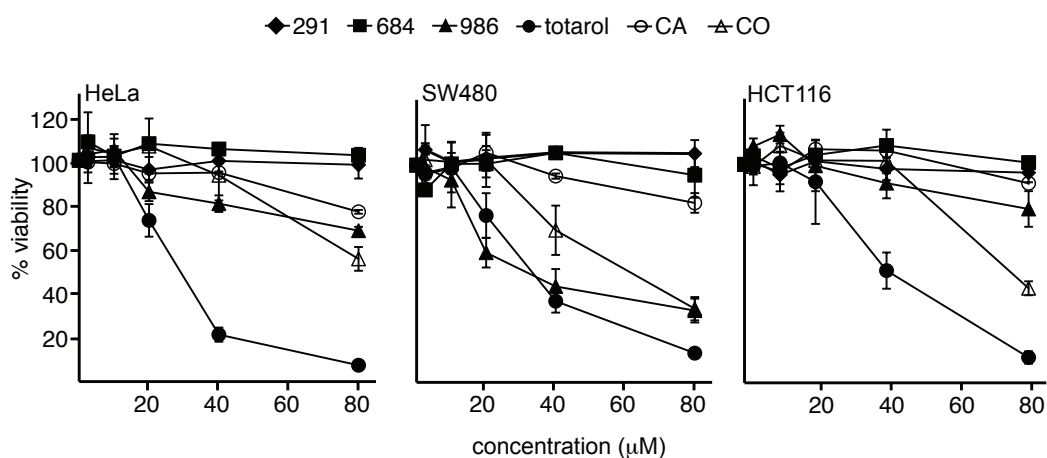 291 684 986 totarol CA CO
HeLa SW480 HCT116
120
100
80
60
40
20
% viability
20 40 60 80 20 40 60 80 20 40 60 80
concentration (μM)